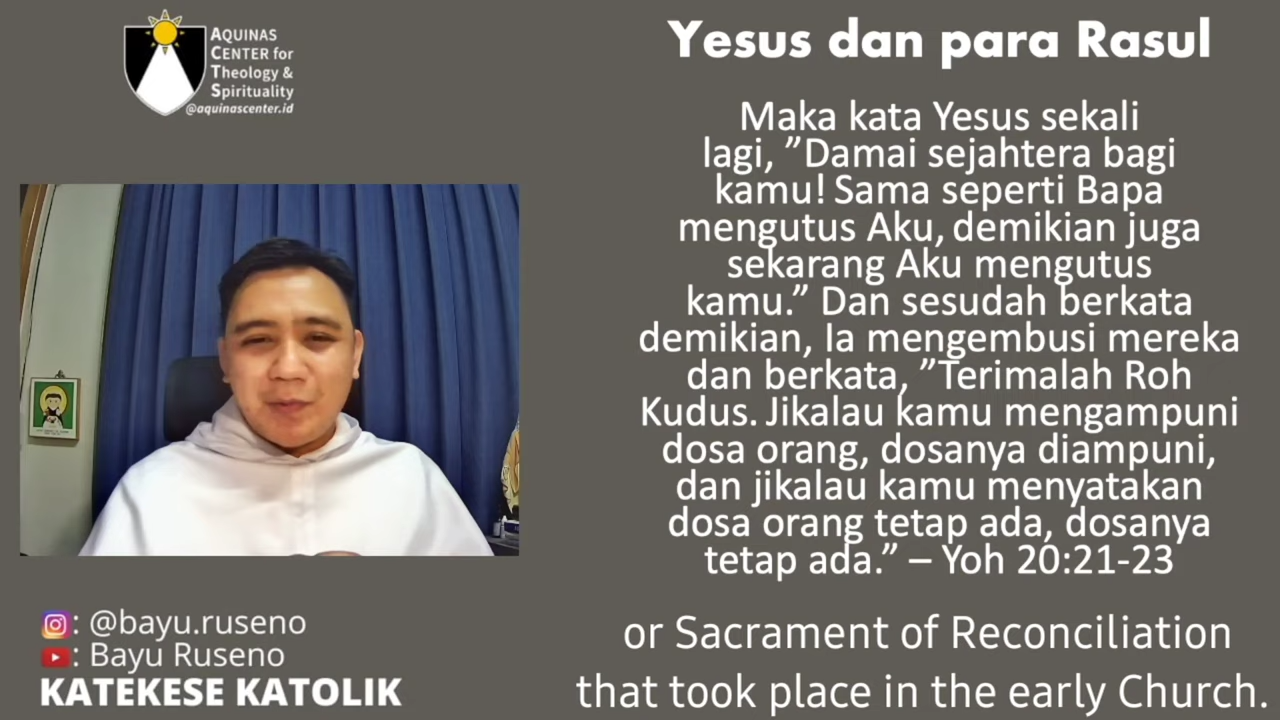 AQUINAS
CENTER for
Theology &
Spirituality
@aquinascenter.id
Yesus dan para Rasul
Maka kata Yesus sekali
lagi, ”Damai sejahtera bagi
kamu! Sama seperti Bapa
mengutus Aku, demikian juga
sekarang Aku mengutus
kamu.” Dan sesudah berkata
demikian, Ia mengembusi mereka
dan berkata, ”Terimalah Roh
Kudus. Jikalau kamu mengampuni
dosa orang, dosanya diampuni,
dan jikalau kamu menyatakan
dosa orang tetap ada, dosanya
tetap ada.” – Yoh 20:21-23
: @bayu.ruseno
: Bayu Ruseno
KATEKESE KATOLIK
or Sacrament of Reconciliation
that took place in the early Church.